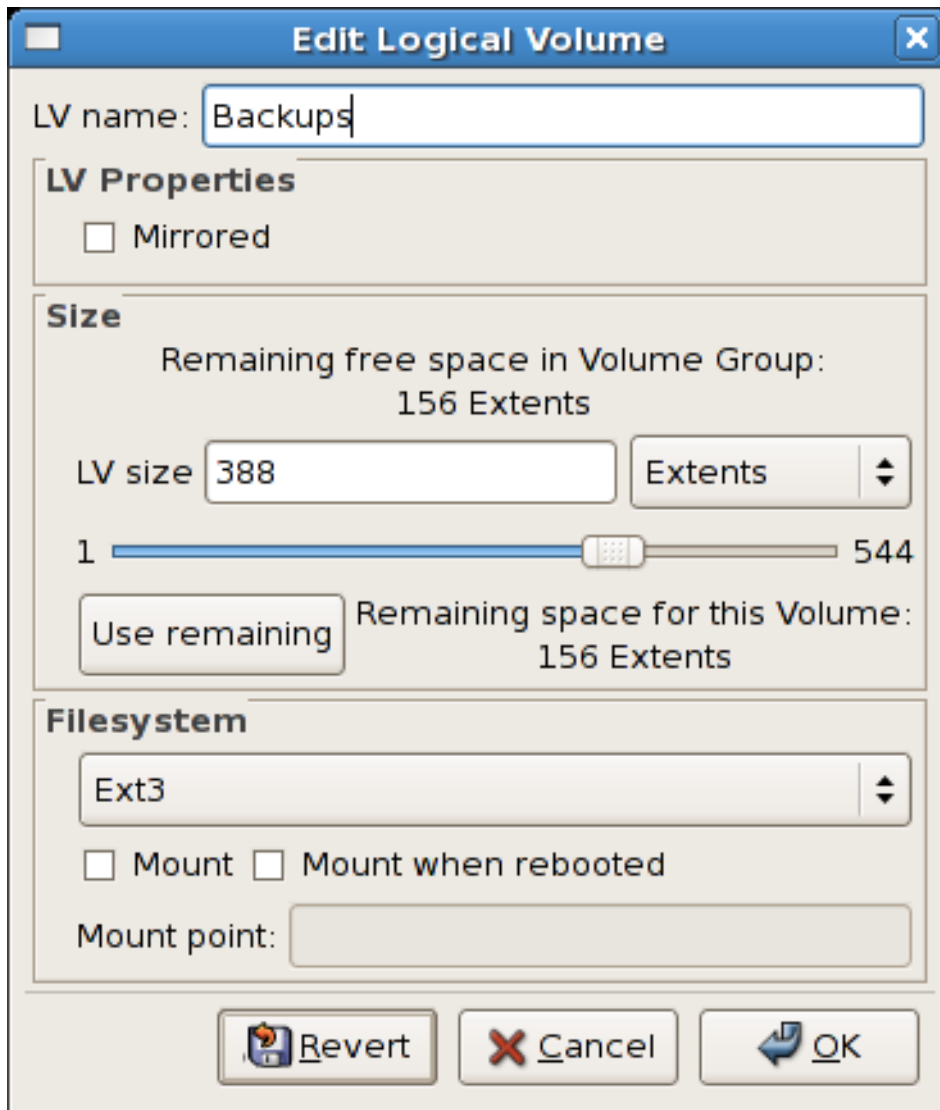 Edit Logical Volume
LV name: Backups
LV Properties
Mirrored
Size
Remaining free space in Volume Group:
156 Extents
LV size 388 Extents
1 544
Use remaining
Remaining space for this Volume:
156 Extents
Filesystem
Ext3
Mount Mount when rebooted
Mount point:
Revert Cancel OK